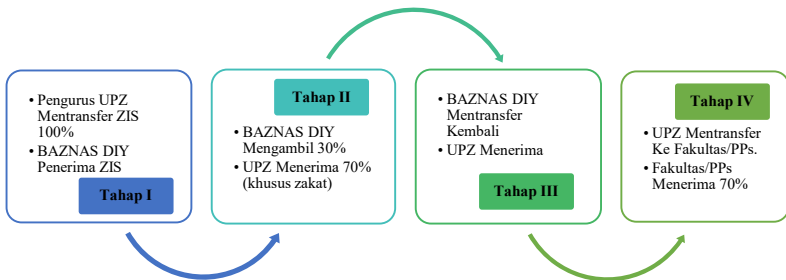 • Pengurus UPZ
Mentransfer ZIS
100%
• BAZNAS DIY
Penerima ZIS
Tahap I
Tahap II
• BAZNAS DIY
Mengambil 30%
• UPZ Menerima 70%
(khusus zakat)
• BAZNAS DIY
Mentransfer
Kembali
• UPZ Menerima
Tahap III
Tahap IV
• UPZ Mentransfer
Ke Fakultas/PPs.
• Fakultas/PPs
Menerima 70%